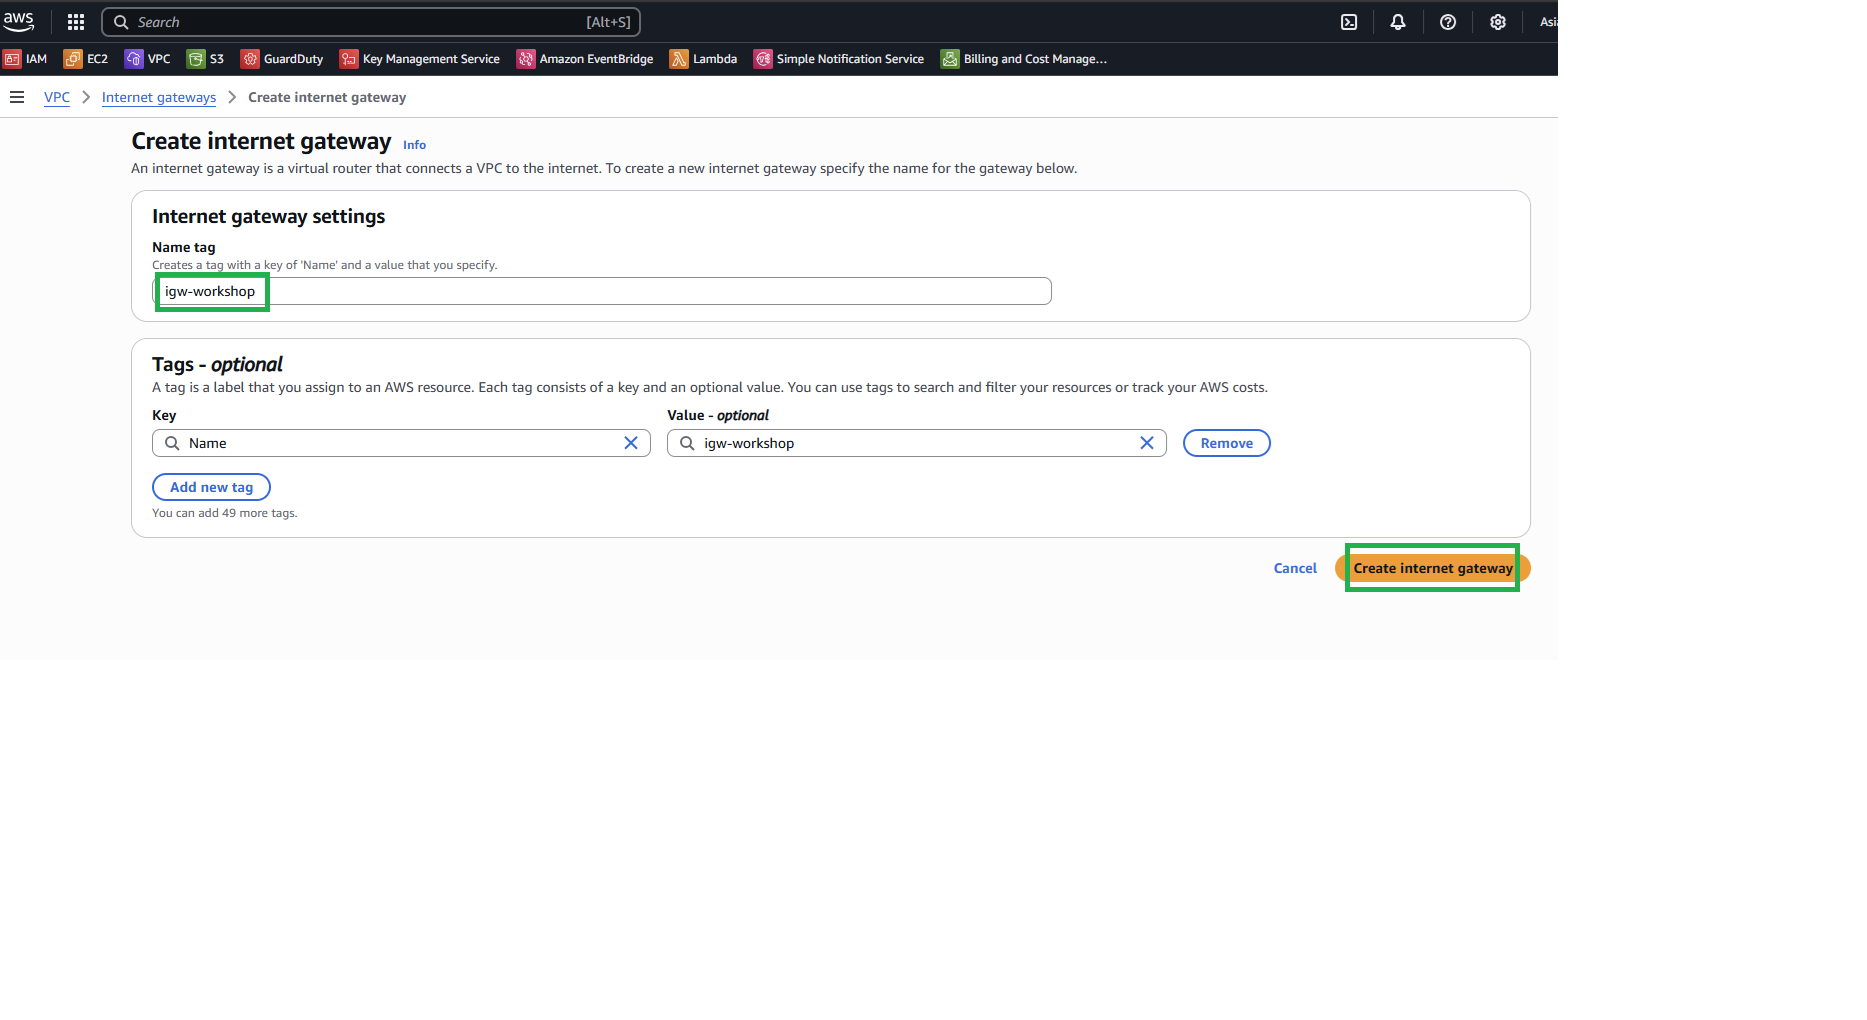 aws
Search [Alt+S]
IAM EC2 VPC S3 GuardDuty Key Management Service Amazon EventBridge Lambda Simple Notification Service Billing and Cost Manage...
VPC Internet gateways Create internet gateway
Create internet gateway Info
An internet gateway is a virtual router that connects a VPC to the internet. To create a new internet gateway specify the name for the gateway below.
Internet gateway settings
Name tag
Creates a tag with a key of 'Name' and a value that you specify.
igw-workshop
Tags - optional
A tag is a label that you assign to an AWS resource. Each tag consists of a key and an optional value. You can use tags to search and filter your resources or track your AWS costs.
Key Value - optional
Name igw-workshop Remove
Add new tag
You can add 49 more tags.
Cancel Create internet gateway